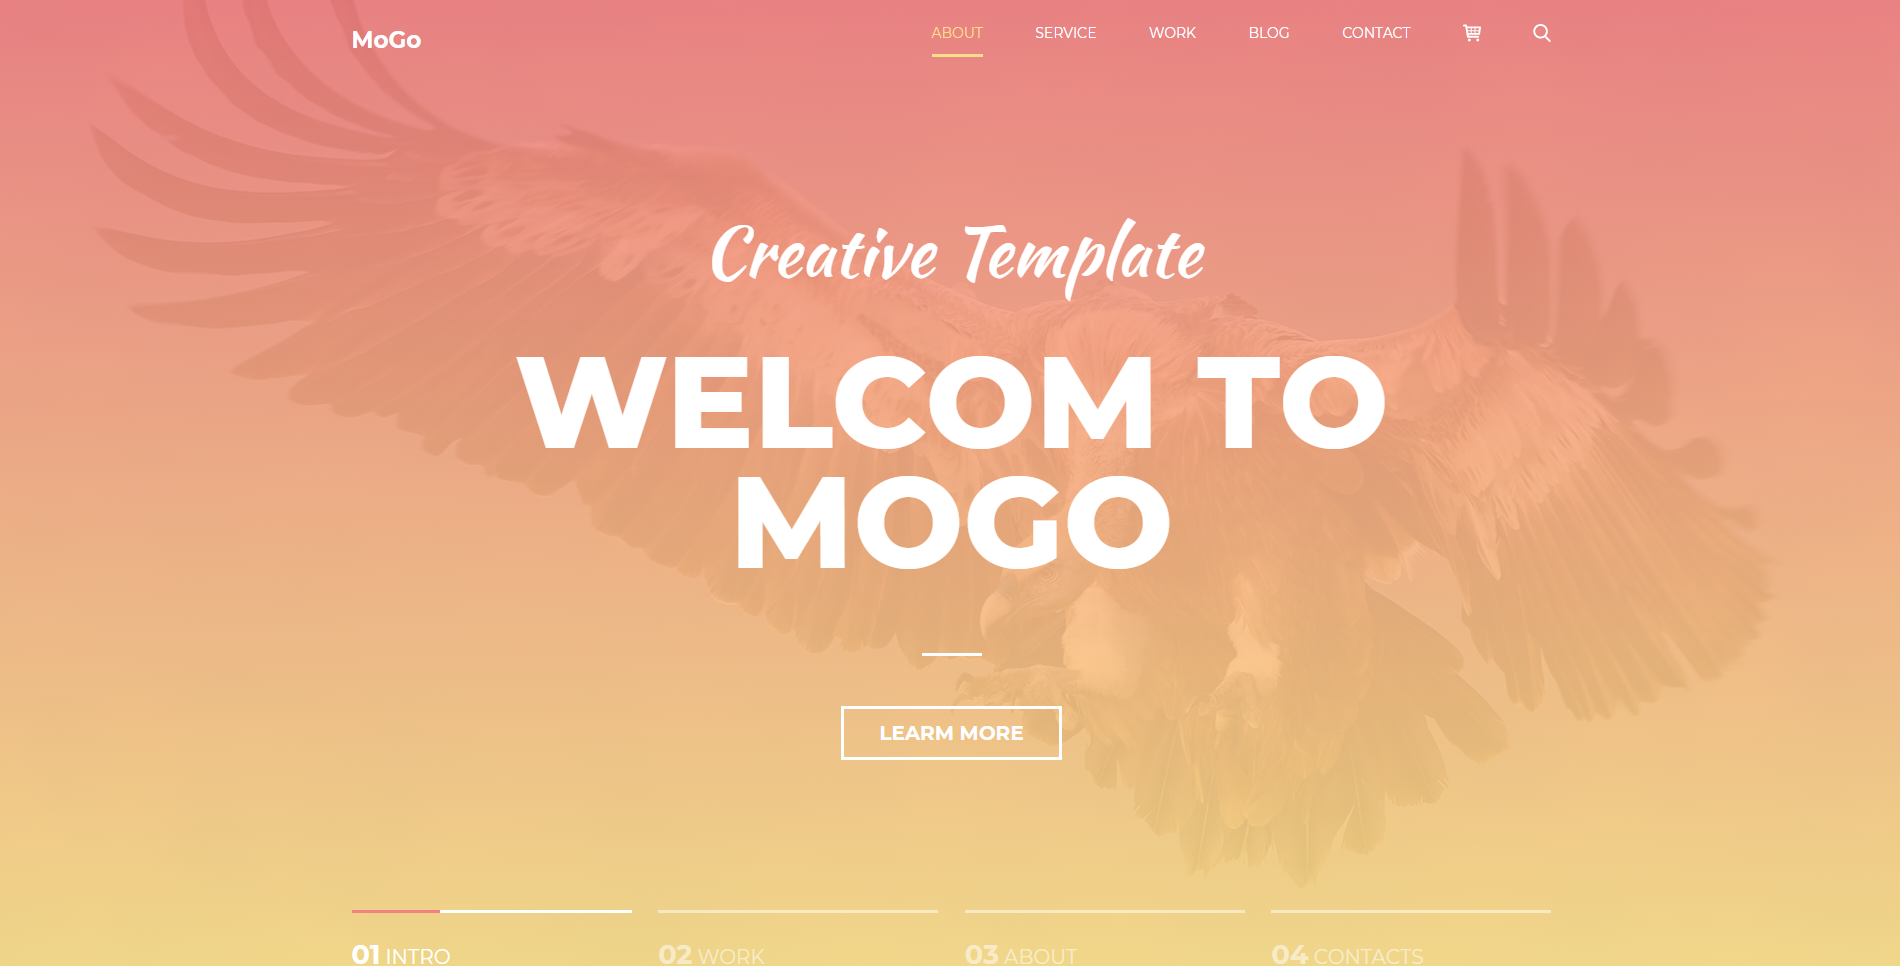 MoGo
ABOUT SERVICE WORK BLOG CONTACT
Creative Template
WELCOM TO
MOGO
LEARM MORE
01 INTRO 02 WORK 03 ABOUT 04 CONTACTS